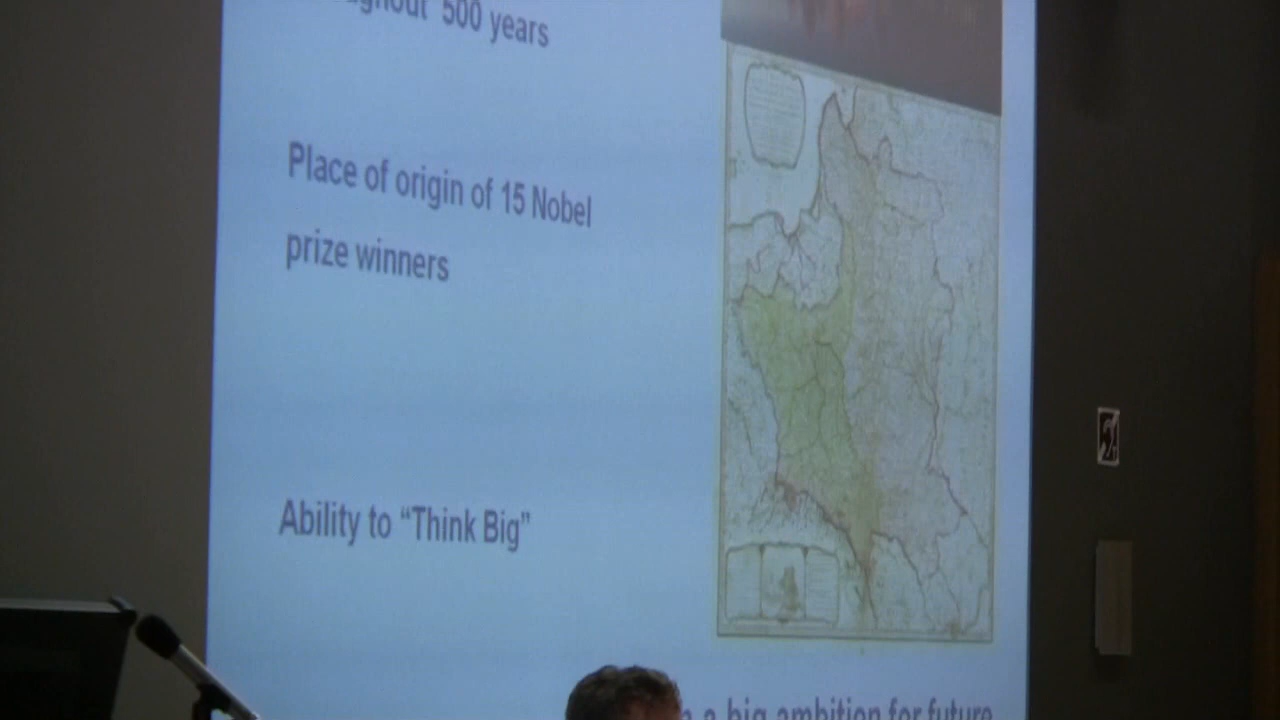 500 years
Place of origin of 15 Nobel
prize winners
Ability to “Think Big”
a big ambition for future